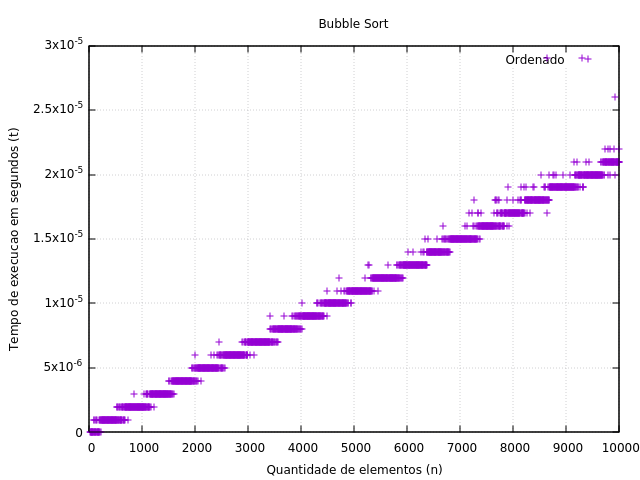 Bubble Sort
Ordenado
3x10-5
2.5x10-5
2x10-5
1.5x10-5
1x10-5
5x10-6
0
0 1000 2000 3000 4000 5000 6000 7000 8000 9000 10000
Tempo de execucao em segundos (t)
Quantidade de elementos (n)